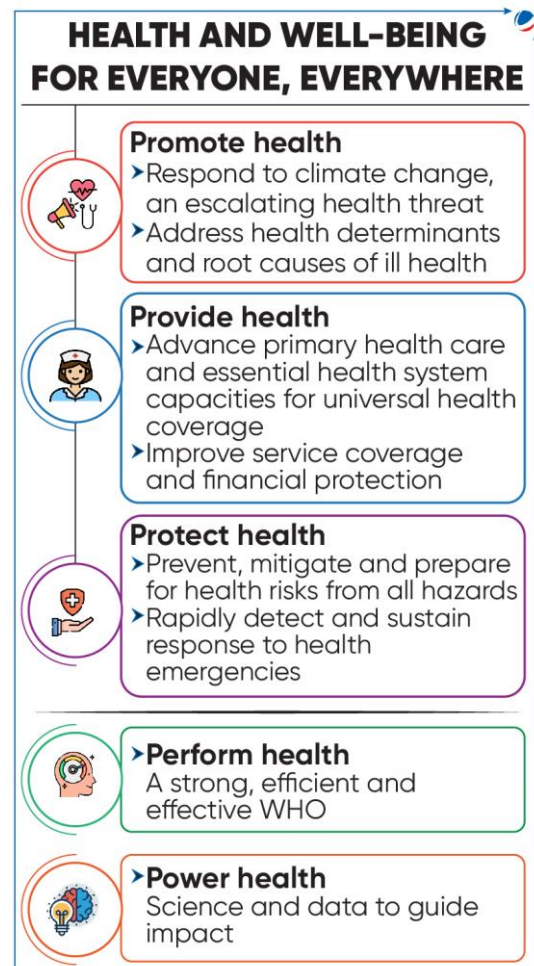 HEALTH AND WELL-BEING
FOR EVERYONE, EVERYWHERE
Promote health
➤Respond to climate change,
an escalating health threat
➤Address health determinants
and root causes of ill health
Provide health
➤Advance primary health care
and essential health system
capacities for universal health
coverage
➤Improve service coverage
and financial protection
Protect health
➤Prevent, mitigate and prepare
for health risks from all hazards
➤Rapidly detect and sustain
response to health
emergencies
➤Perform health
A strong, efficient and
effective WHO
➤Power health
Science and data to guide
impact